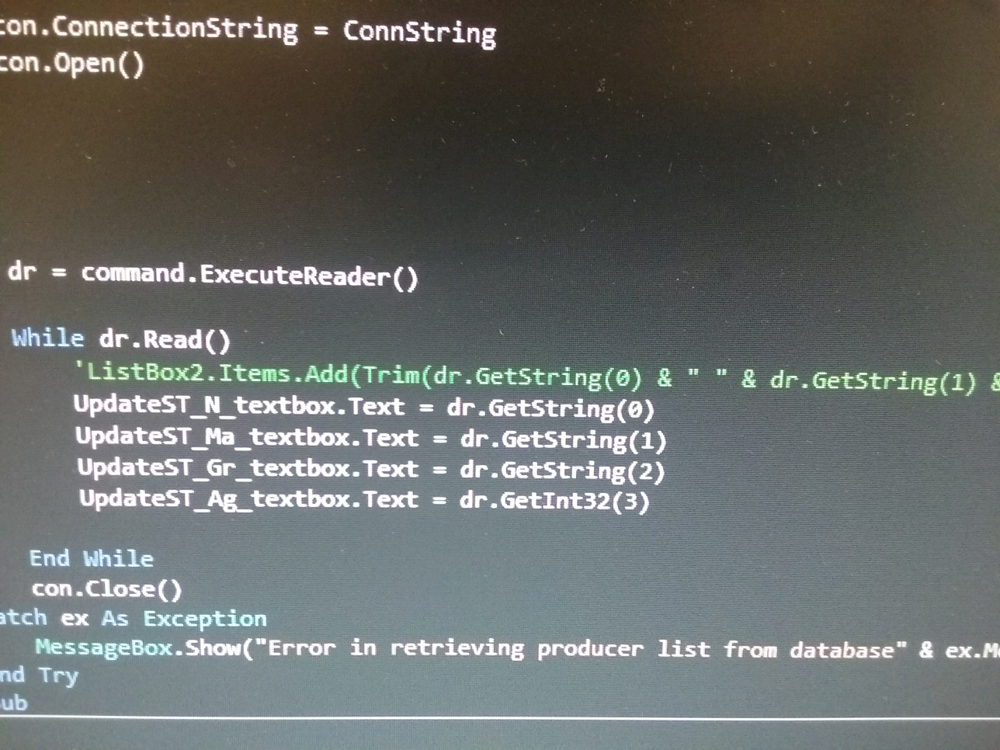 con.ConnectionString = ConnString
con.Open()
dr = command.ExecuteReader()
While dr.Read()
'ListBox2.Items.Add(Trim(dr.GetString(0) & " " & dr.GetString(1) &
UpdateST_N_textbox.Text = dr.GetString(0)
UpdateST_Ma_textbox.Text = dr.GetString(1)
UpdateST_Gr_textbox.Text = dr.GetString(2)
UpdateST_Ag_textbox.Text = dr.GetInt32(3)
End While
con.Close()
atch ex As Exception
MessageBox.Show("Error in retrieving producer list from database" & ex.Me
nd Try
ub